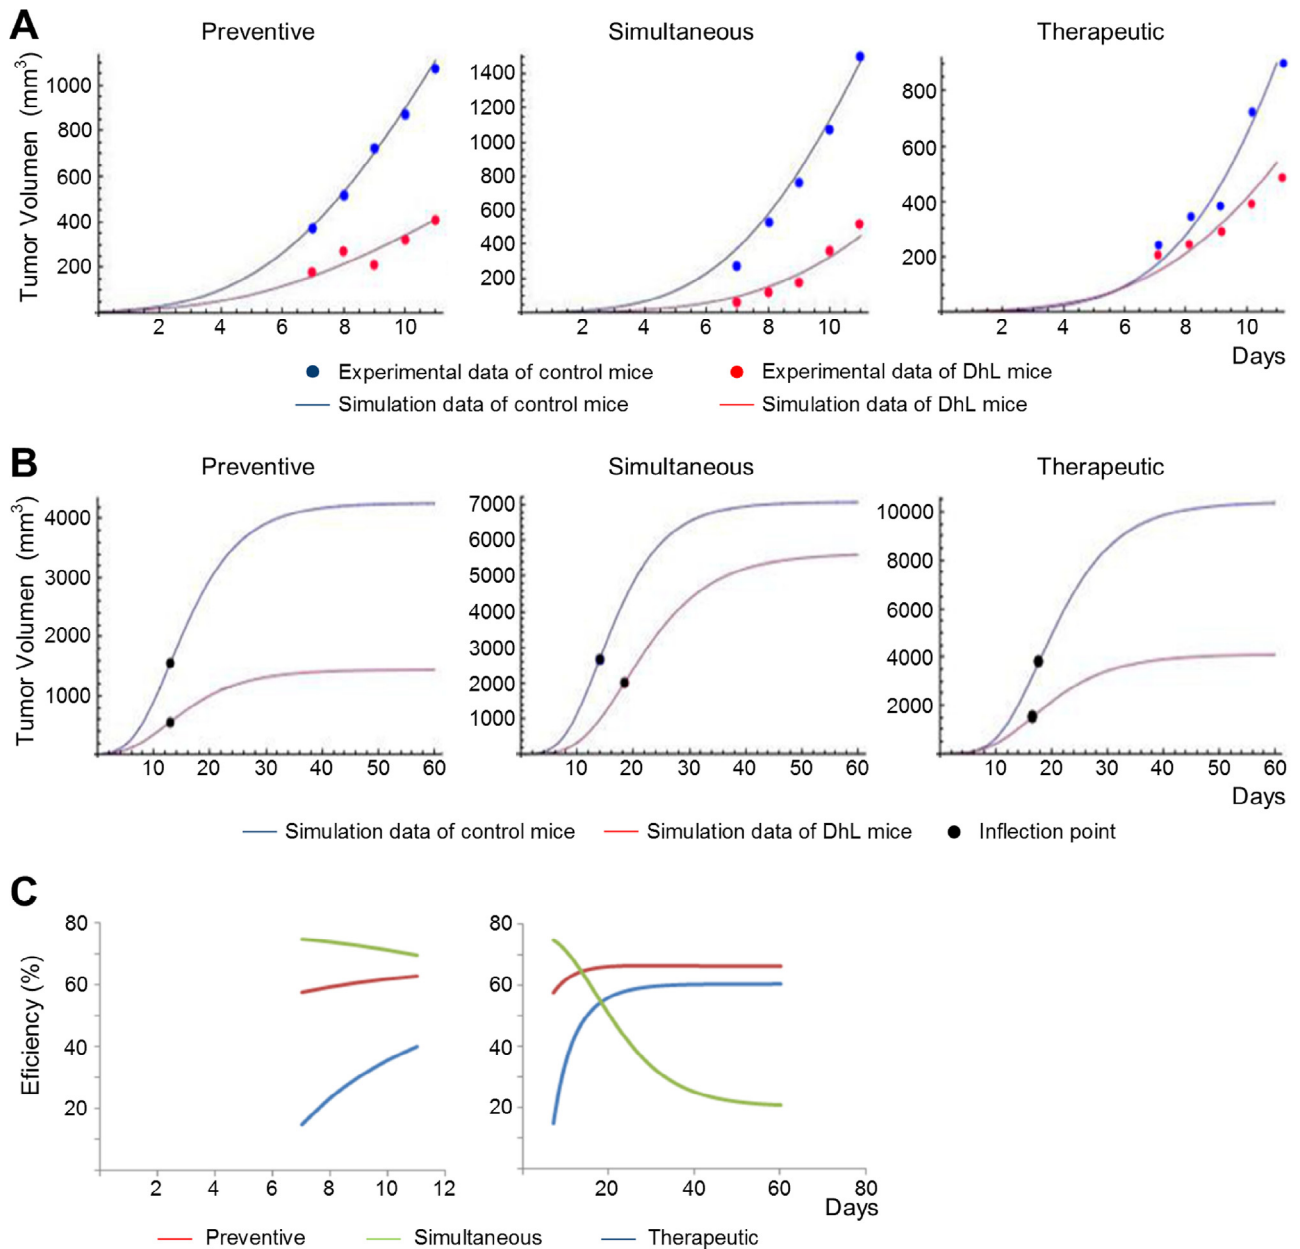 A
Preventive
Simultaneous
Therapeutic
Tumor Volumen (mm³)
1000
800
600
400
200
2 4 6 8 10
1400
1200
1000
800
600
400
200
2 4 6 8 10
800
600
400
200
2 4 6 8 10
Days
Experimental data of control mice
Experimental data of DhL mice
Simulation data of control mice
Simulation data of DhL mice
B
Preventive
Simultaneous
Therapeutic
Tumor Volumen (mm³)
4000
3000
2000
1000
10 20 30 40 50 60
7000
6000
5000
4000
3000
2000
1000
10 20 30 40 50 60
10000
8000
6000
4000
2000
10 20 30 40 50 60
Days
Simulation data of control mice
Simulation data of DhL mice
Inflection point
C
Eficiency (%)
80
60
40
20
2 4 6 8 10 12
80
60
40
20
20 40 60 80
Days
Preventive
Simultaneous
Therapeutic